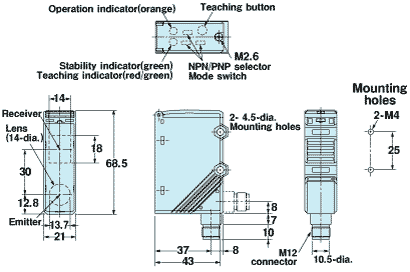 Operation indicator(orange)
Teaching button
Stability indicator(green)
Teaching indicator(red/green)
M2.6
NPN/PNP selector
Mode switch
Mounting
holes
2-M4
25
14
Receiver
Lens
(14-dia.)
18
68.5
30
12.8
Emitter
13.7
21
2- 4.5-dia.
Mounting holes
8
7
10
37
8
43
M12
connector
10.5-dia.